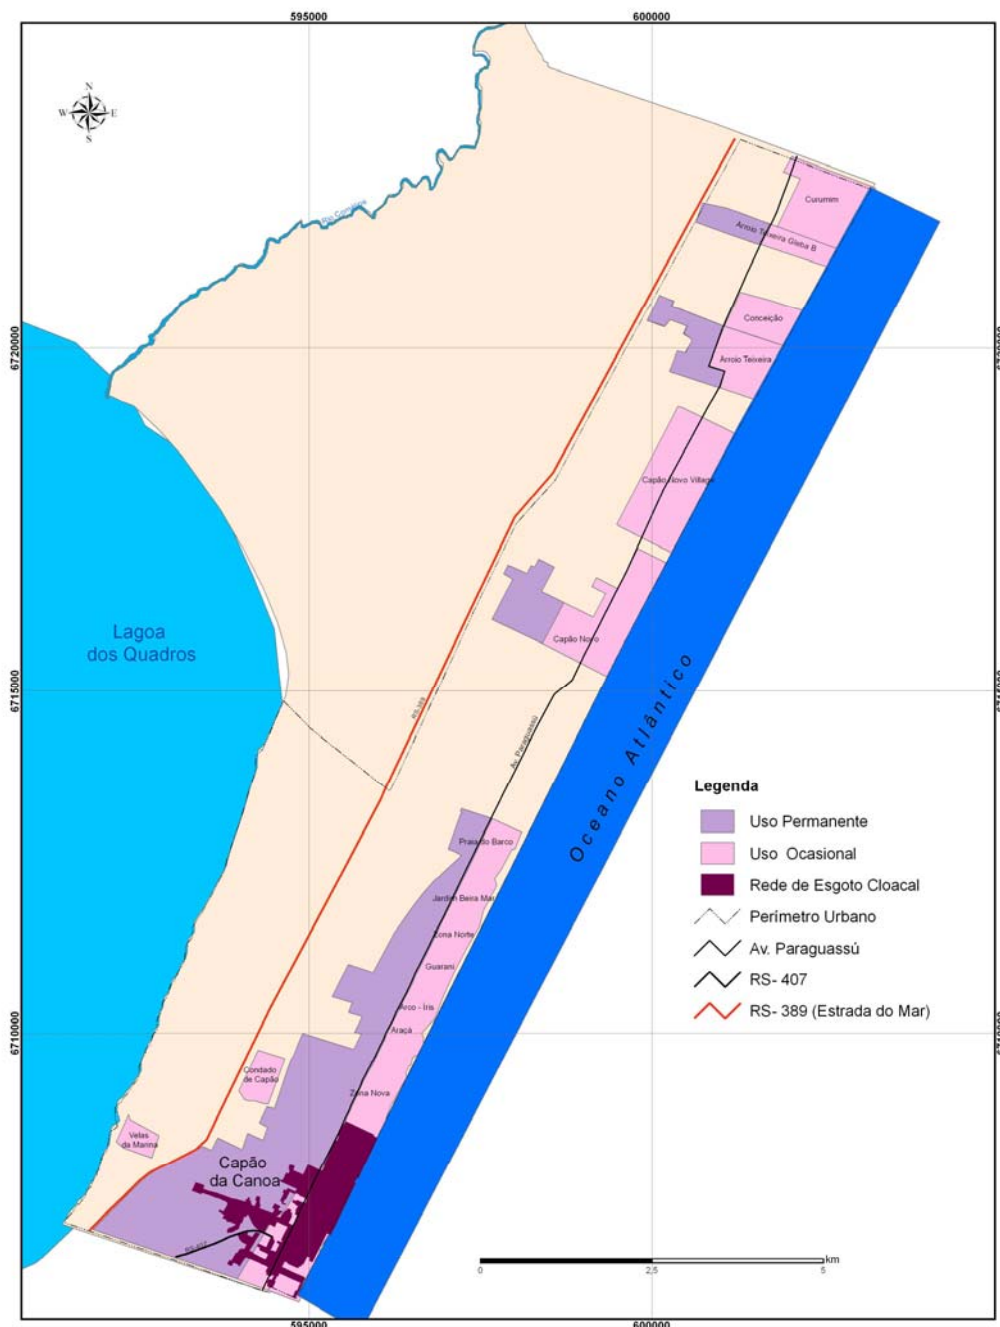 595000
600000
N
W
E
S
Curumim
Rio Cornélios
Arroio Teixeira Gleba B
Conceição
6720000
Arroio Teixeira
Capão Novo Village
Lagoa
dos Quadros
Capão Novo
6715000
RS-389
Av. Paraguassú
Oceano Atlântico
Legenda
Uso Permanente
Uso Ocasional
Rede de Esgoto Cloacal
Perímetro Urbano
Av. Paraguassú
RS- 407
RS- 389 (Estrada do Mar)
Praia do Barco
Jardim Beira Mar
Zona Norte
Guarani
Arco - Íris
Araçá
6710000
Condado
de Capão
Zona Nova
Velas
da Marina
Capão
da Canoa
RS-407
km
0
2,5
5
595000
600000